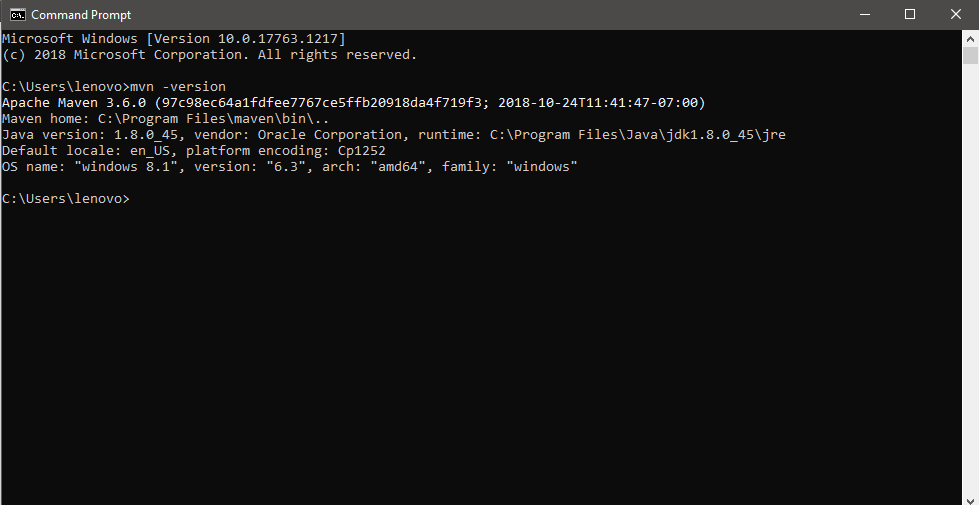 Command Prompt
Microsoft Windows [Version 10.0.17763.1217]
(c) 2018 Microsoft Corporation. All rights reserved.
C:\Users\lenovo>mvn -version
Apache Maven 3.6.0 (97c98ec64a1fdfee7767ce5ffb20918da4f719f3; 2018-10-24T11:41:47-07:00)
Maven home: C:\Program Files\maven\bin\..
Java version: 1.8.0_45, vendor: Oracle Corporation, runtime: C:\Program Files\Java\jdk1.8.0_45\jre
Default locale: en_US, platform encoding: Cp1252
OS name: "windows 8.1", version: "6.3", arch: "amd64", family: "windows"
C:\Users\lenovo>